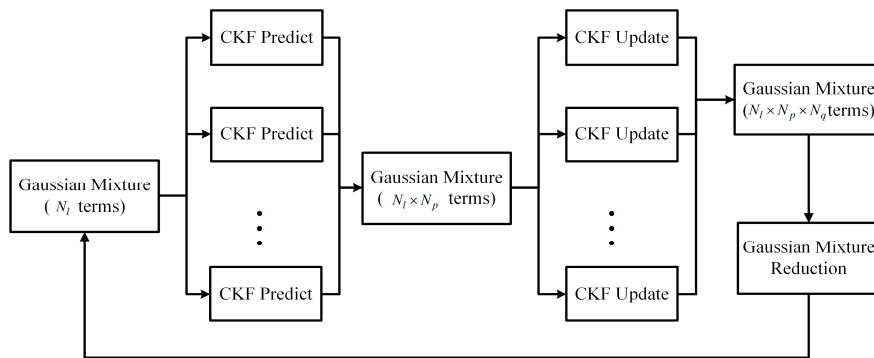 Gaussian Mixture
( N_l terms)
CKF Predict
CKF Predict
CKF Predict
Gaussian Mixture
( N_l × N_p terms)
CKF Update
CKF Update
CKF Update
Gaussian Mixture
(N_l × N_p × N_q terms)
Gaussian Mixture
Reduction